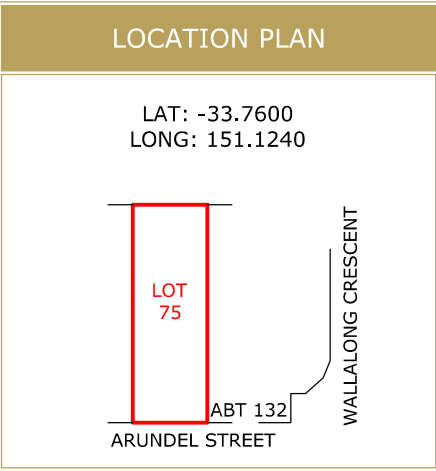 LOCATION PLAN
LAT: -33.7600
LONG: 151.1240
LOT
75
WALLALONG CRESCENT
ABT 132
ARUNDEL STREET